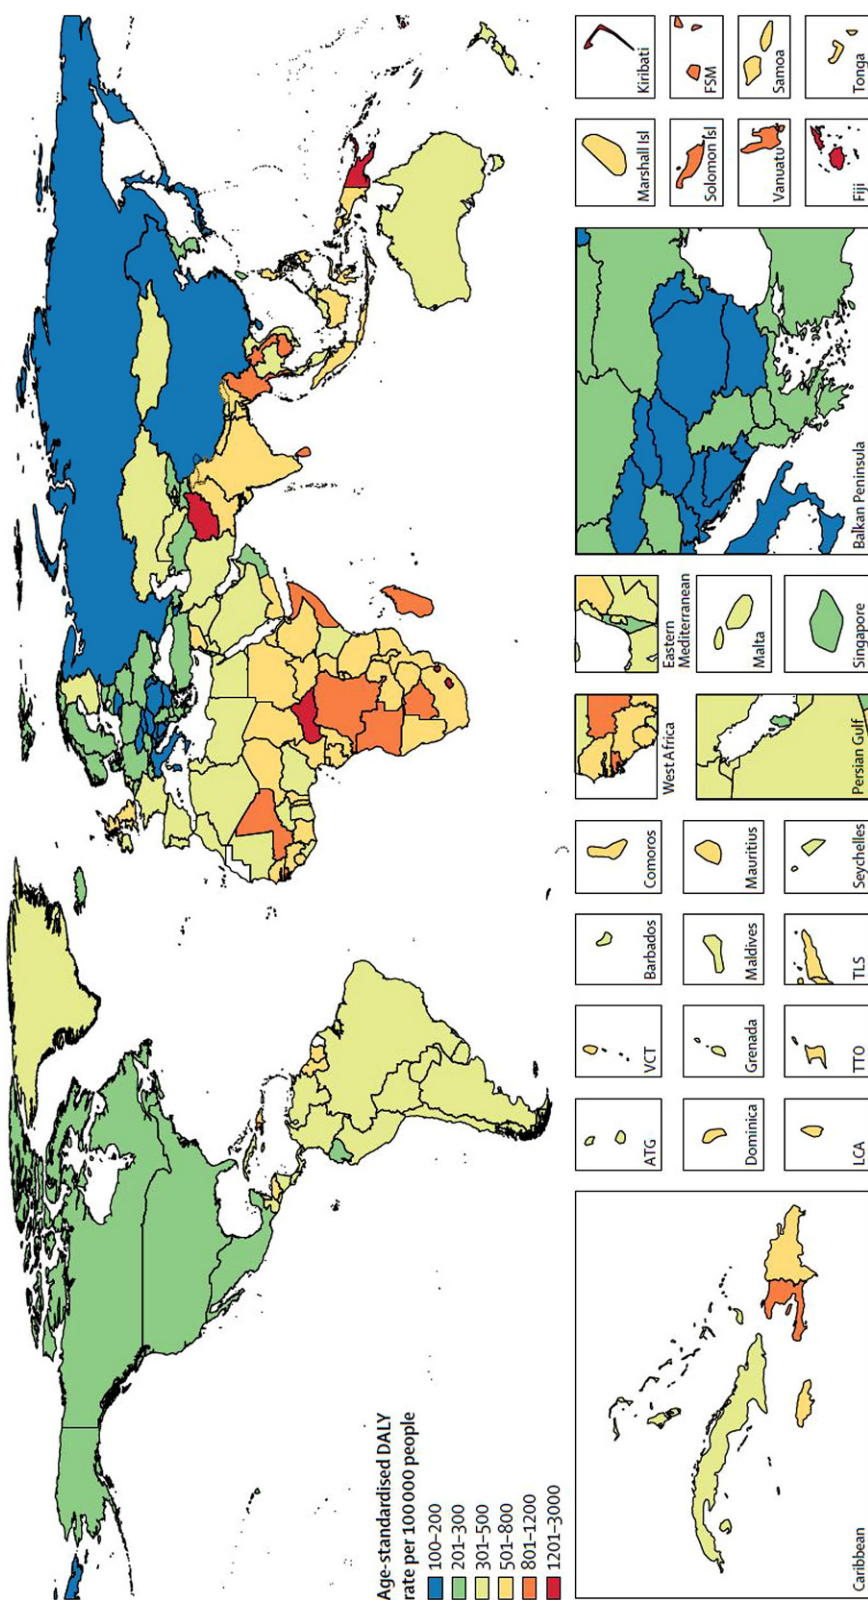 Age-standardised DALY
rate per 100 000 people
100–200
201–300
301–500
501–800
801–1200
1201–3000
Caribbean
ATG
VCT
Barbados
Comoros
Dominica
Grenada
Maldives
Mauritius
LCA
TTO
TLS
Seychelles
West Africa
Eastern
Mediterranean
Persian Gulf
Malta
Singapore
Balkan Peninsula
Marshall Isl
Kiribati
Solomon Isl
FSM
Vanuatu
Samoa
Fiji
Tonga